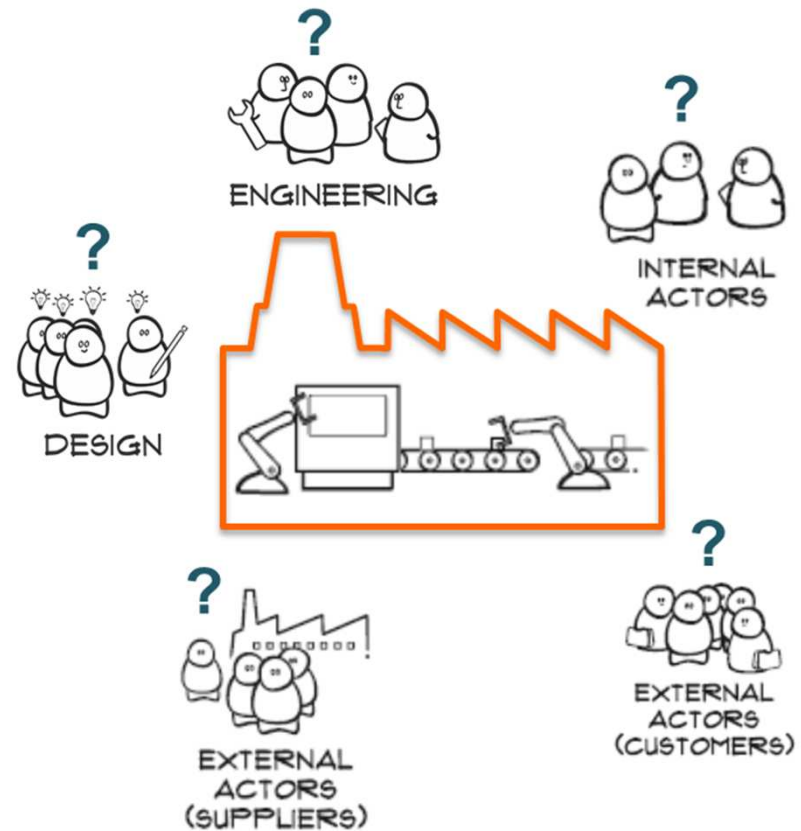 ?
ENGINEERING
?
INTERNAL
ACTORS
?
DESIGN
?
EXTERNAL
ACTORS
(SUPPLIERS)
?
EXTERNAL
ACTORS
(CUSTOMERS)